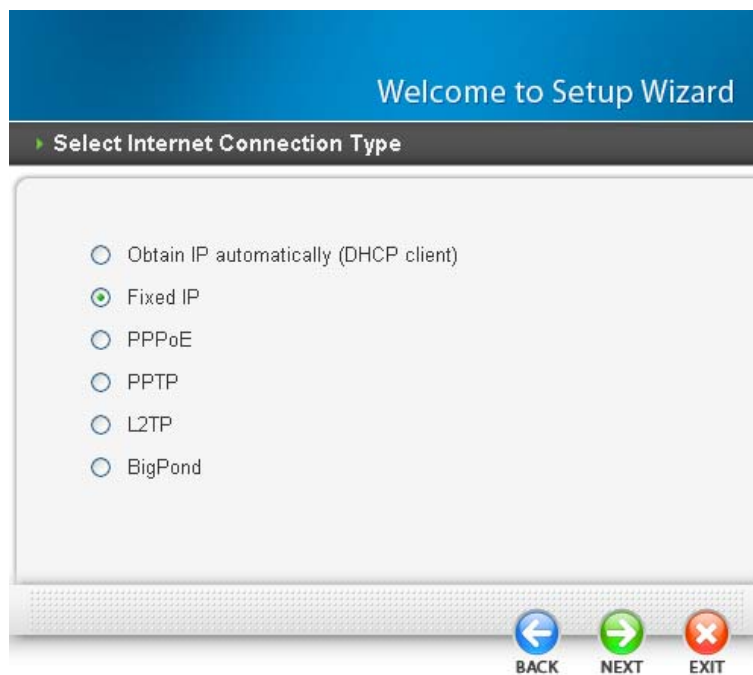 Welcome to Setup Wizard
Select Internet Connection Type
Obtain IP automatically (DHCP client)
Fixed IP
PPPoE
PPTP
L2TP
BigPond
BACK NEXT EXIT